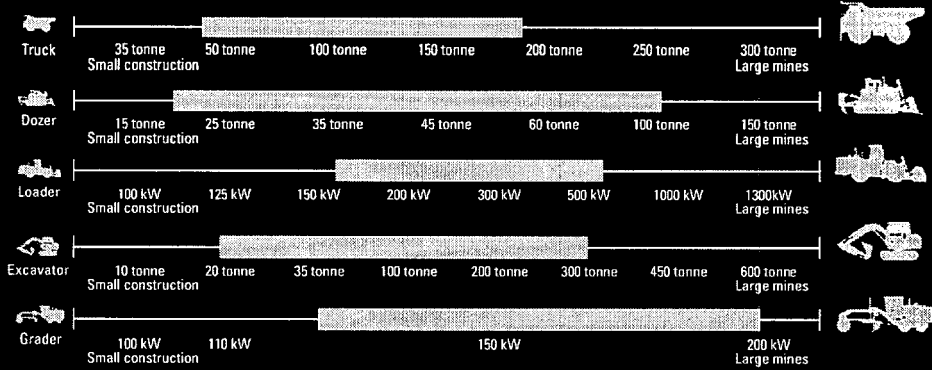 Truck
35 tonne 50 tonne 100 tonne 150 tonne 200 tonne 250 tonne 300 tonne
Small construction Large mines
Dozer
15 tonne 25 tonne 35 tonne 45 tonne 60 tonne 100 tonne 150 tonne
Small construction Large mines
Loader
100 kW 125 kW 150 kW 200 kW 300 kW 500 kW 1000 kW 1300kW
Small construction Large mines
Excavator
10 tonne 20 tonne 35 tonne 100 tonne 200 tonne 300 tonne 450 tonne 600 tonne
Small construction Large mines
Grader
100 kW 110 kW 150 kW 200 kW
Small construction Large mines